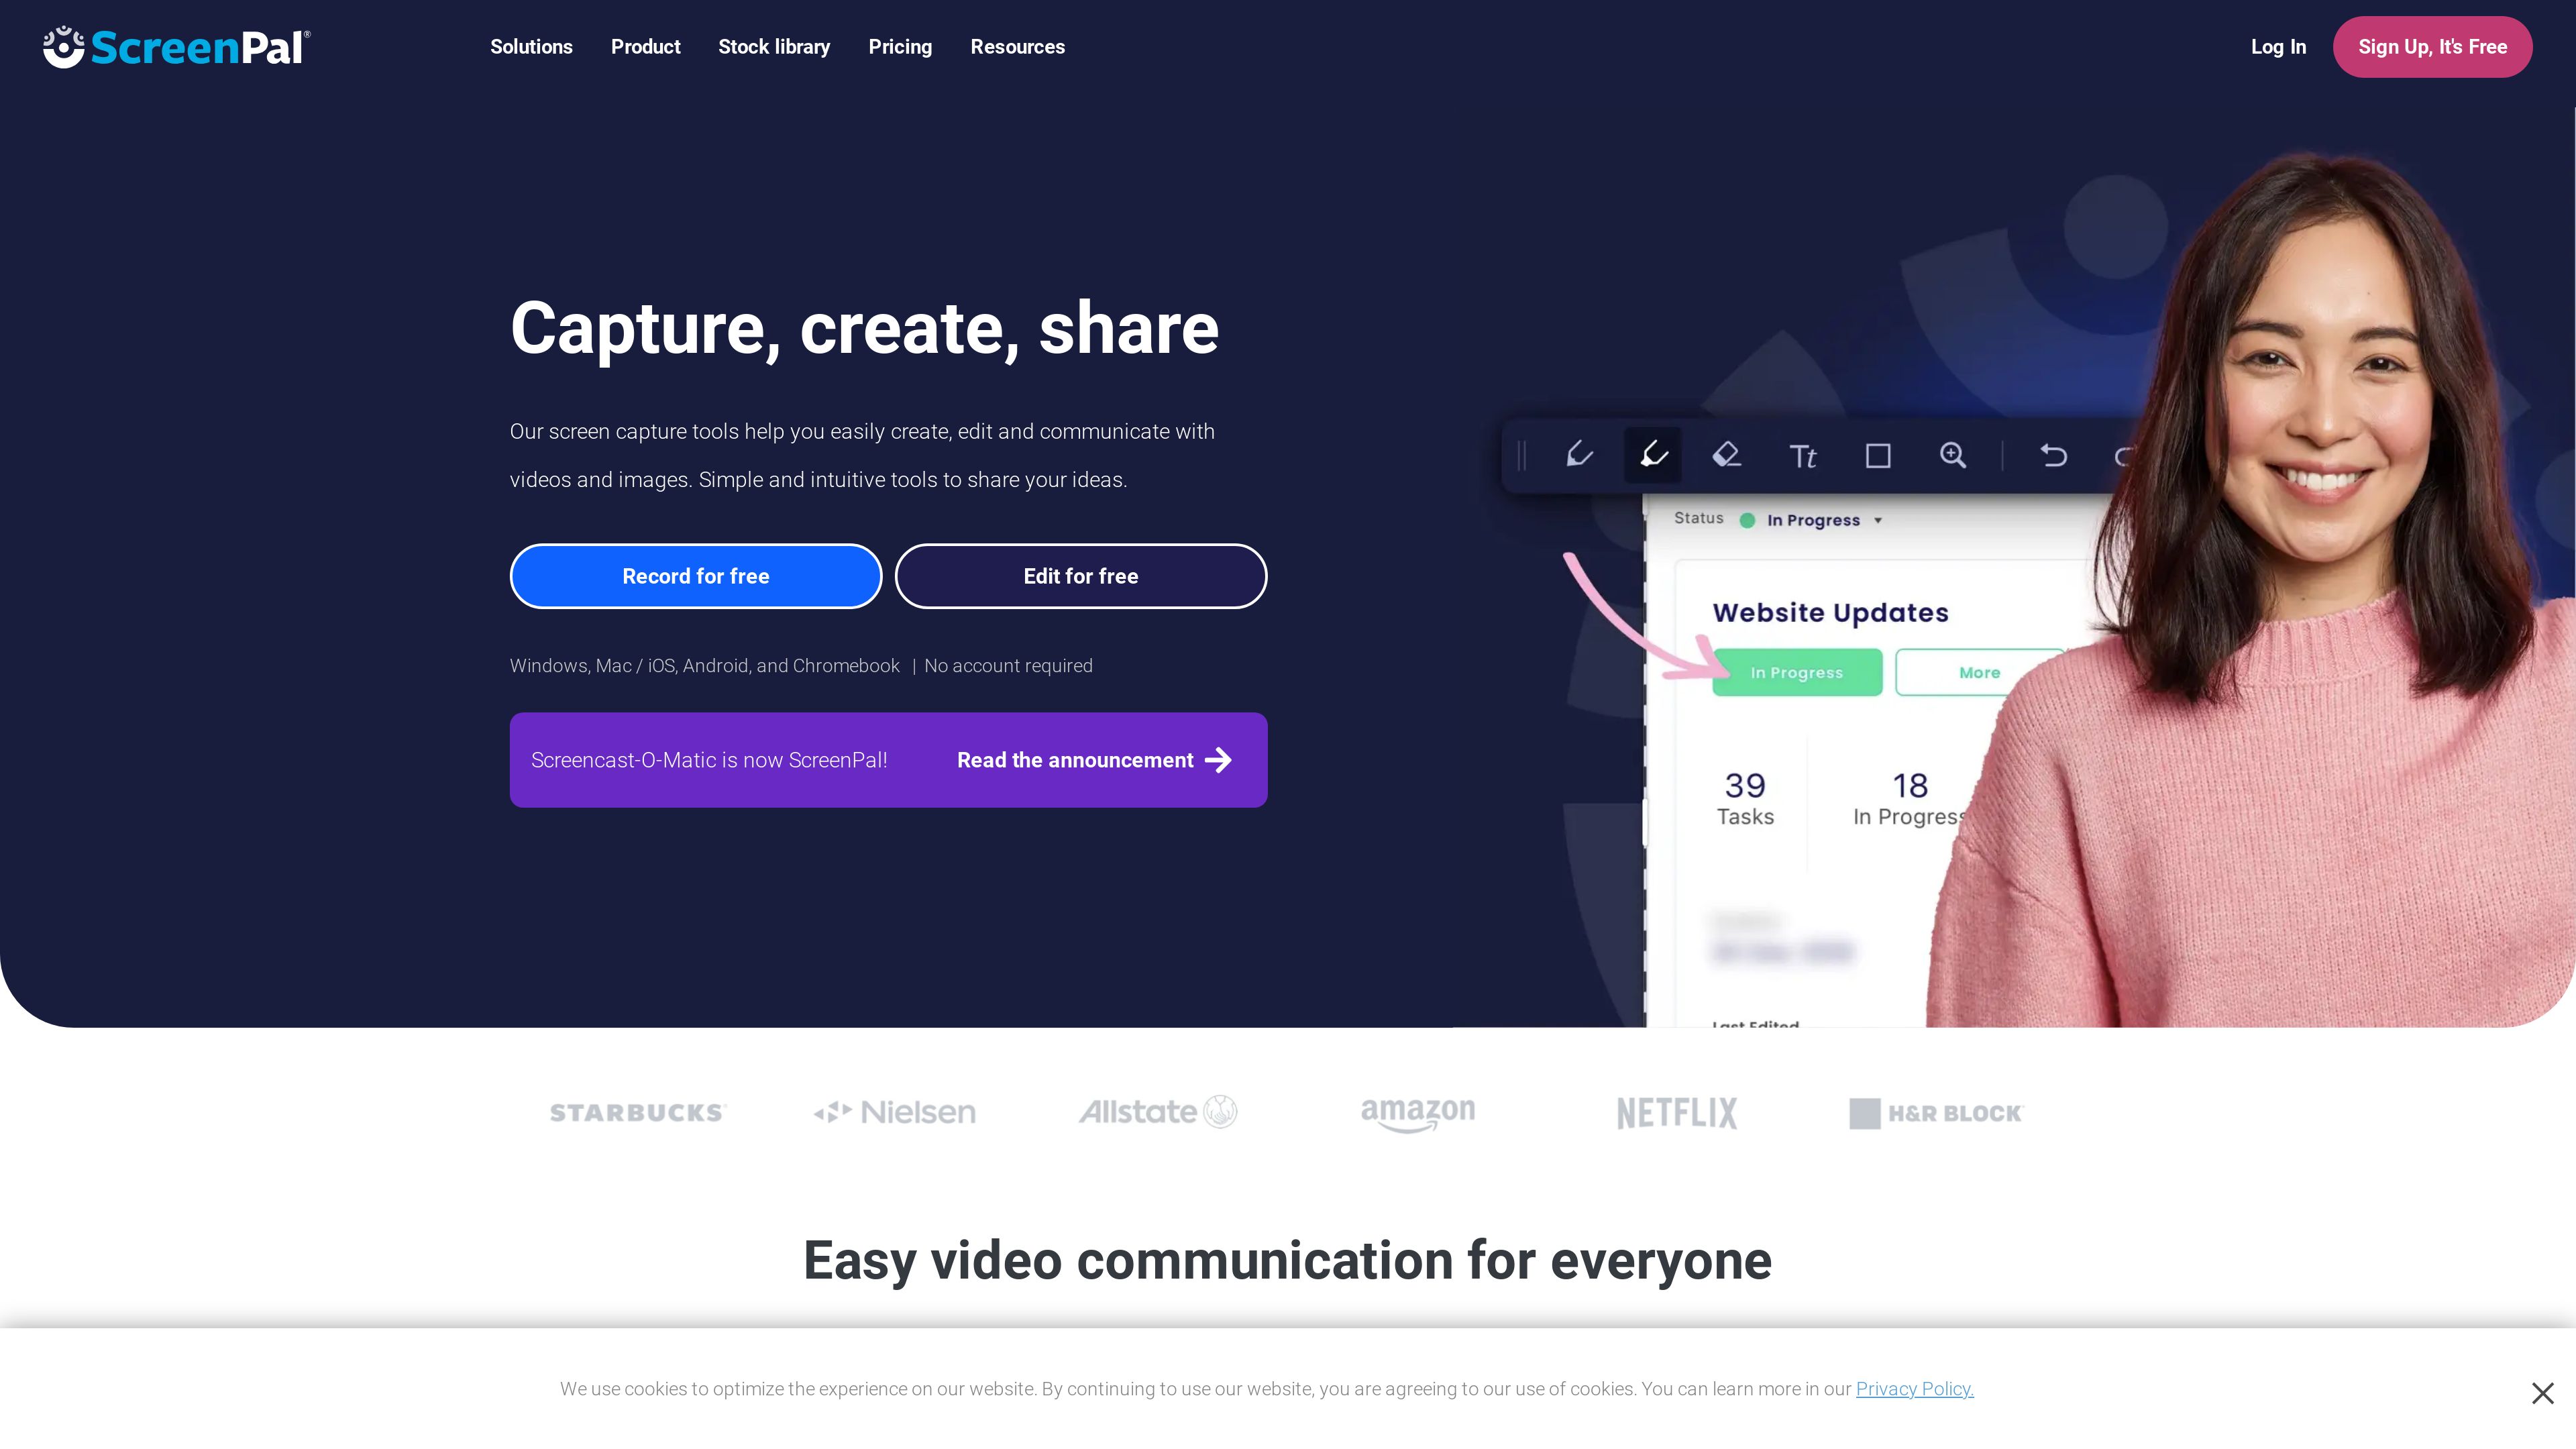 ScreenPal®
Solutions
Product
Stock library
Pricing
Resources
Log In
Sign Up, It's Free
Capture, create, share
Our screen capture tools help you easily create, edit and communicate with
videos and images. Simple and intuitive tools to share your ideas.
Record for free
Edit for free
Windows, Mac / iOS, Android, and Chromebook | No account required
Screencast-O-Matic is now ScreenPal!
Read the announcement
Tt
Status
In Progress
Website Updates
In Progress
More
39
Tasks
18
In Progress
Last Edited
STARBUCKS
Nielsen
Allstate
amazon
NETFLIX
H&R BLOCK
Easy video communication for everyone
We use cookies to optimize the experience on our website. By continuing to use our website, you are agreeing to our use of cookies. You can learn more in our Privacy Policy.